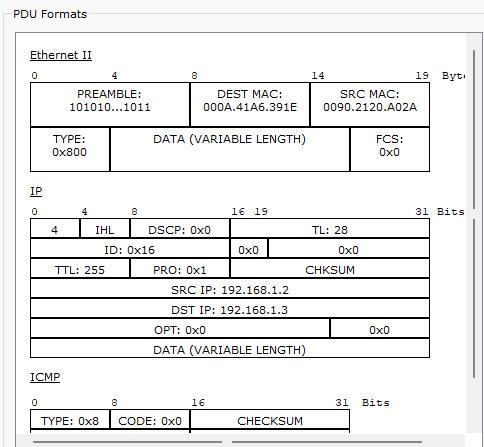 PDU Formats
Ethernet II
0 4 8 14 19 Byte
PREAMBLE: 101010...1011 DEST MAC: 000A.41A6.391E SRC MAC: 0090.2120.A02A
TYPE: 0x800 DATA (VARIABLE LENGTH) FCS: 0x0
IP
0 4 8 16 19 31 Bits
4 IHL DSCP: 0x0 TL: 28
ID: 0x16 0x0 0x0
TTL: 255 PRO: 0x1 CHKSUM
SRC IP: 192.168.1.2
DST IP: 192.168.1.3
OPT: 0x0 0x0
DATA (VARIABLE LENGTH)
ICMP
0 8 16 31 Bits
TYPE: 0x8 CODE: 0x0 CHECKSUM